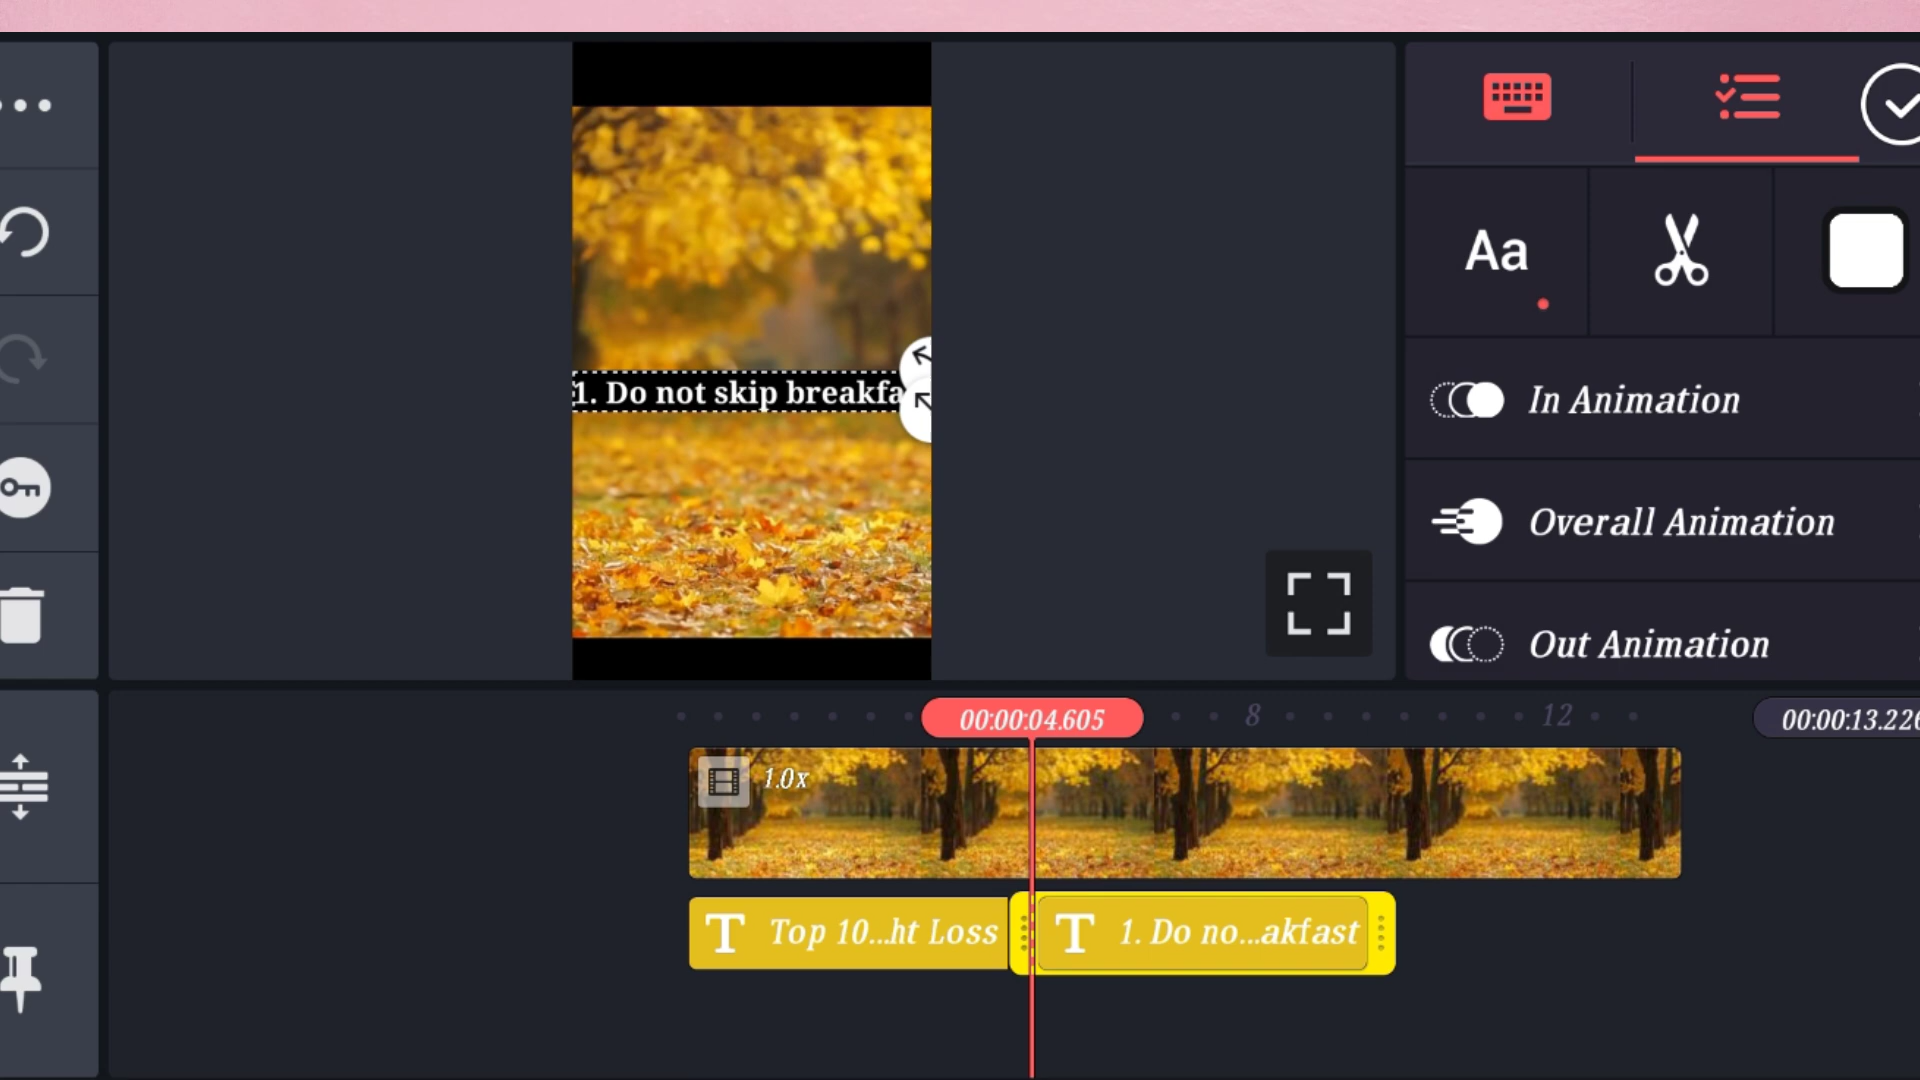 Aa
1. Do not skip breakfa
In Animation
Overall Animation
Out Animation
00:00:04.605
8
12
00:00:13.226
1.0x
Top 10...ht Loss
1. Do no...akfast